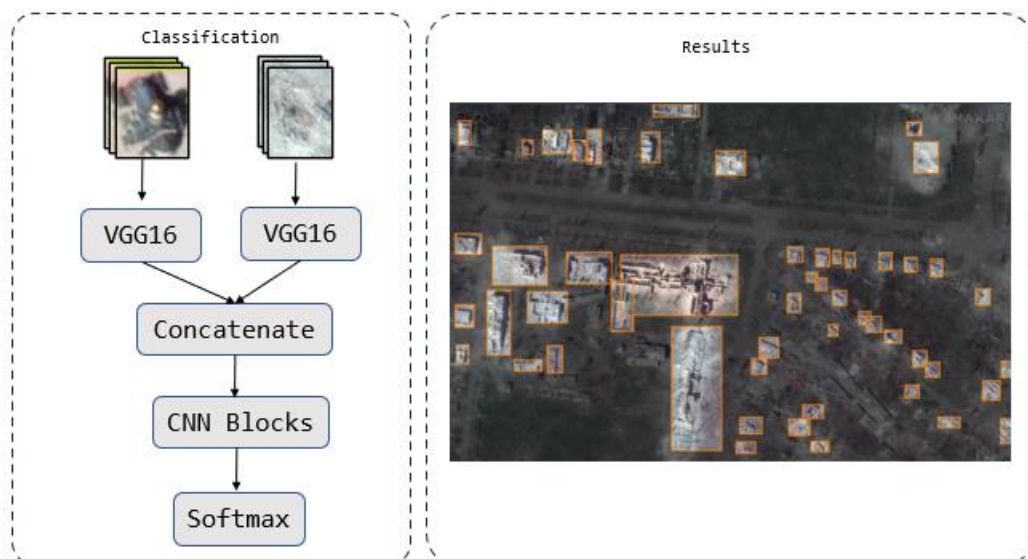 Classification
VGG16
VGG16
Concatenate
CNN Blocks
Softmax
Results